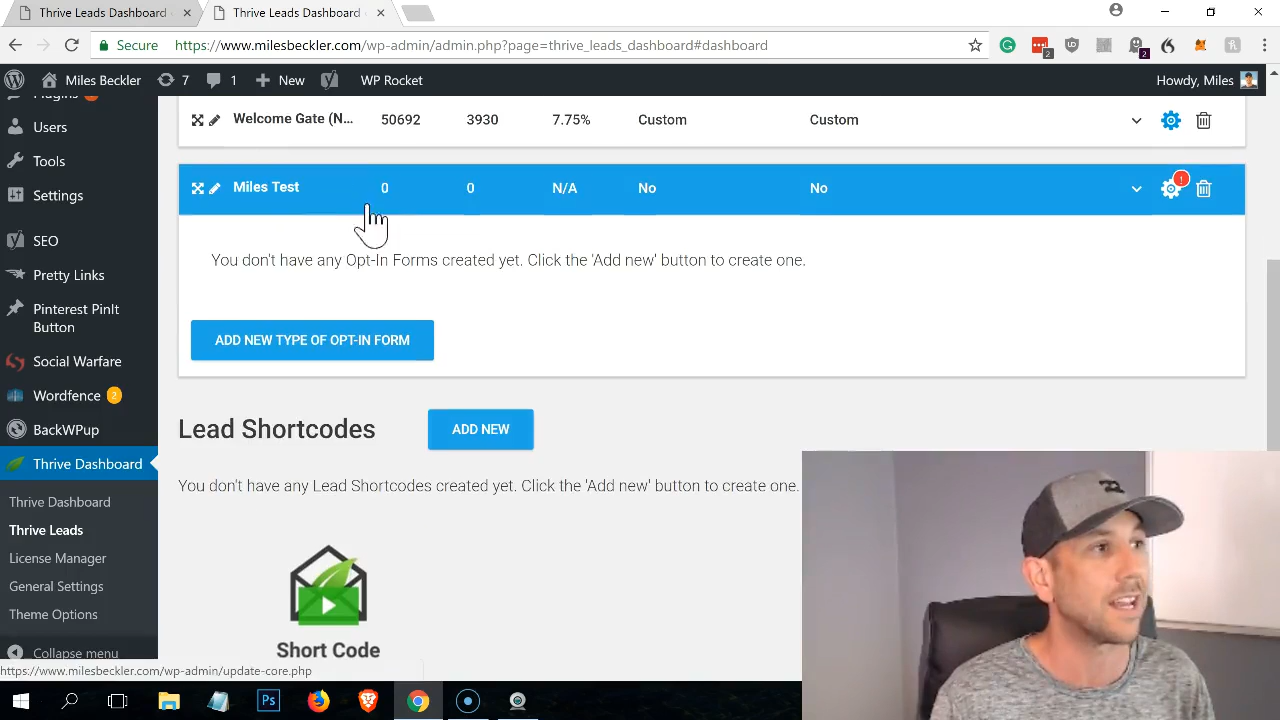 Thrive Leads Dashboard
Thrive Leads Dashboard
Secure
https://www.milesbeckler.com/wp-admin/admin.php?page=thrive_leads_dashboard#dashboard
2
2
Miles Beckler
7
1
New
WP Rocket
Howdy, Miles
Plugins
Users
Tools
Settings
SEO
Pretty Links
Pinterest PinIt
Button
Social Warfare
Wordfence 2
BackWPup
Thrive Dashboard
Thrive Dashboard
Thrive Leads
License Manager
General Settings
Theme Options
Collapse menu
Welcome Gate (N... 50692 3930 7.75% Custom Custom
Miles Test 0 0 N/A No No 1
You don't have any Opt-In Forms created yet. Click the 'Add new' button to create one.
ADD NEW TYPE OF OPT-IN FORM
Lead Shortcodes
ADD NEW
You don't have any Lead Shortcodes created yet. Click the 'Add new' button to create one.
Short Code
https://www.milesbeckler.com/wp-admin/update-core.php
Ps